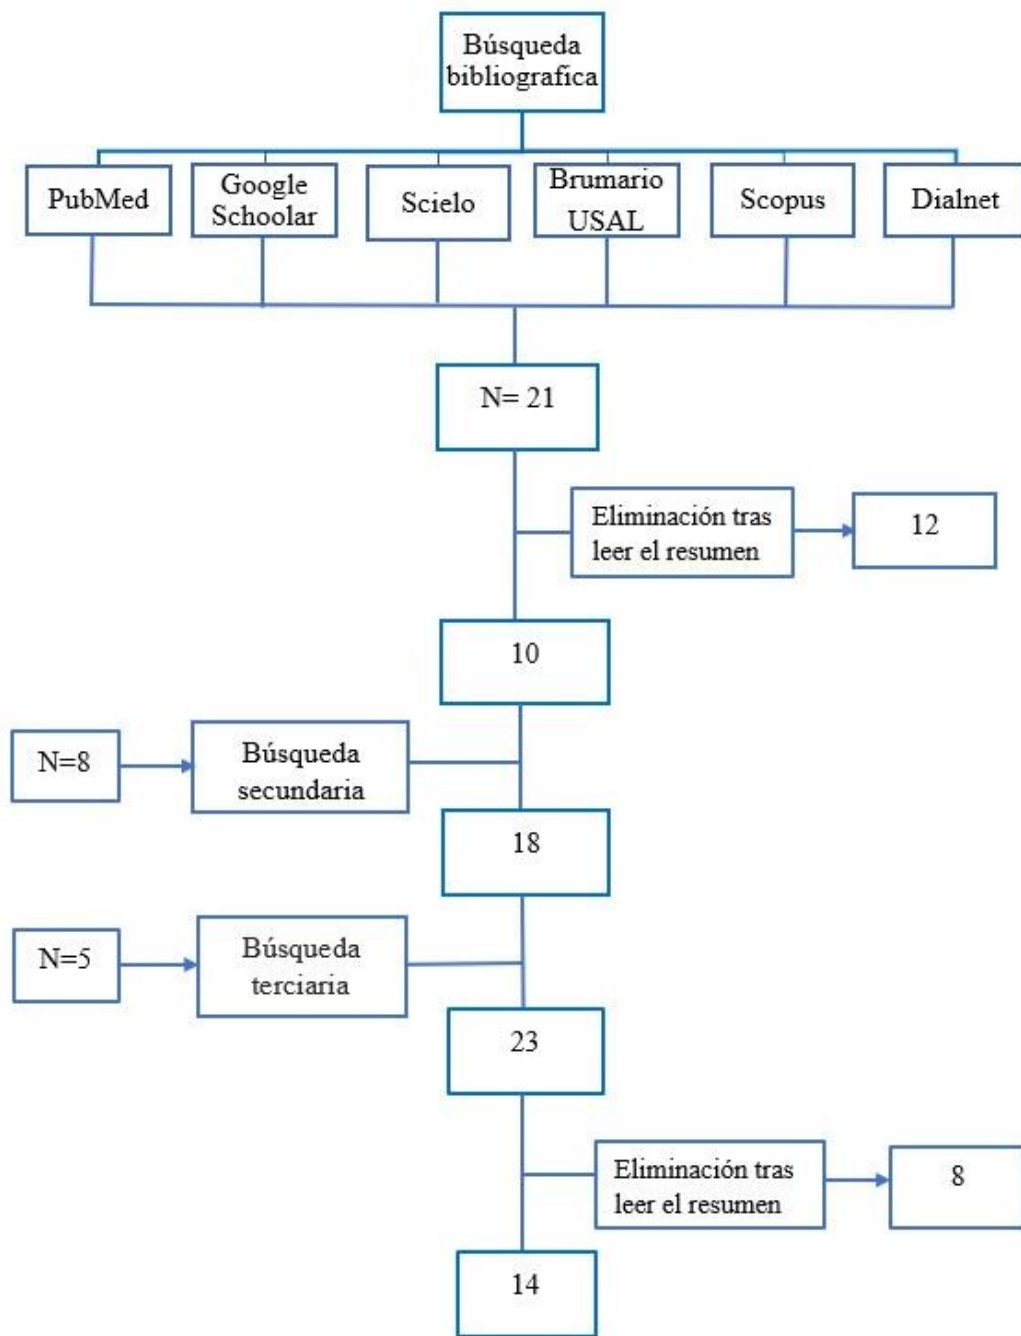 Búsqueda
bibliografica
PubMed
Google
Schoolar
Scielo
Brumario
USAL
Scopus
Dialnet
N= 21
Eliminación tras
leer el resumen
12
10
N=8
Búsqueda
secundaria
18
N=5
Búsqueda
terciaria
23
Eliminación tras
leer el resumen
8
14